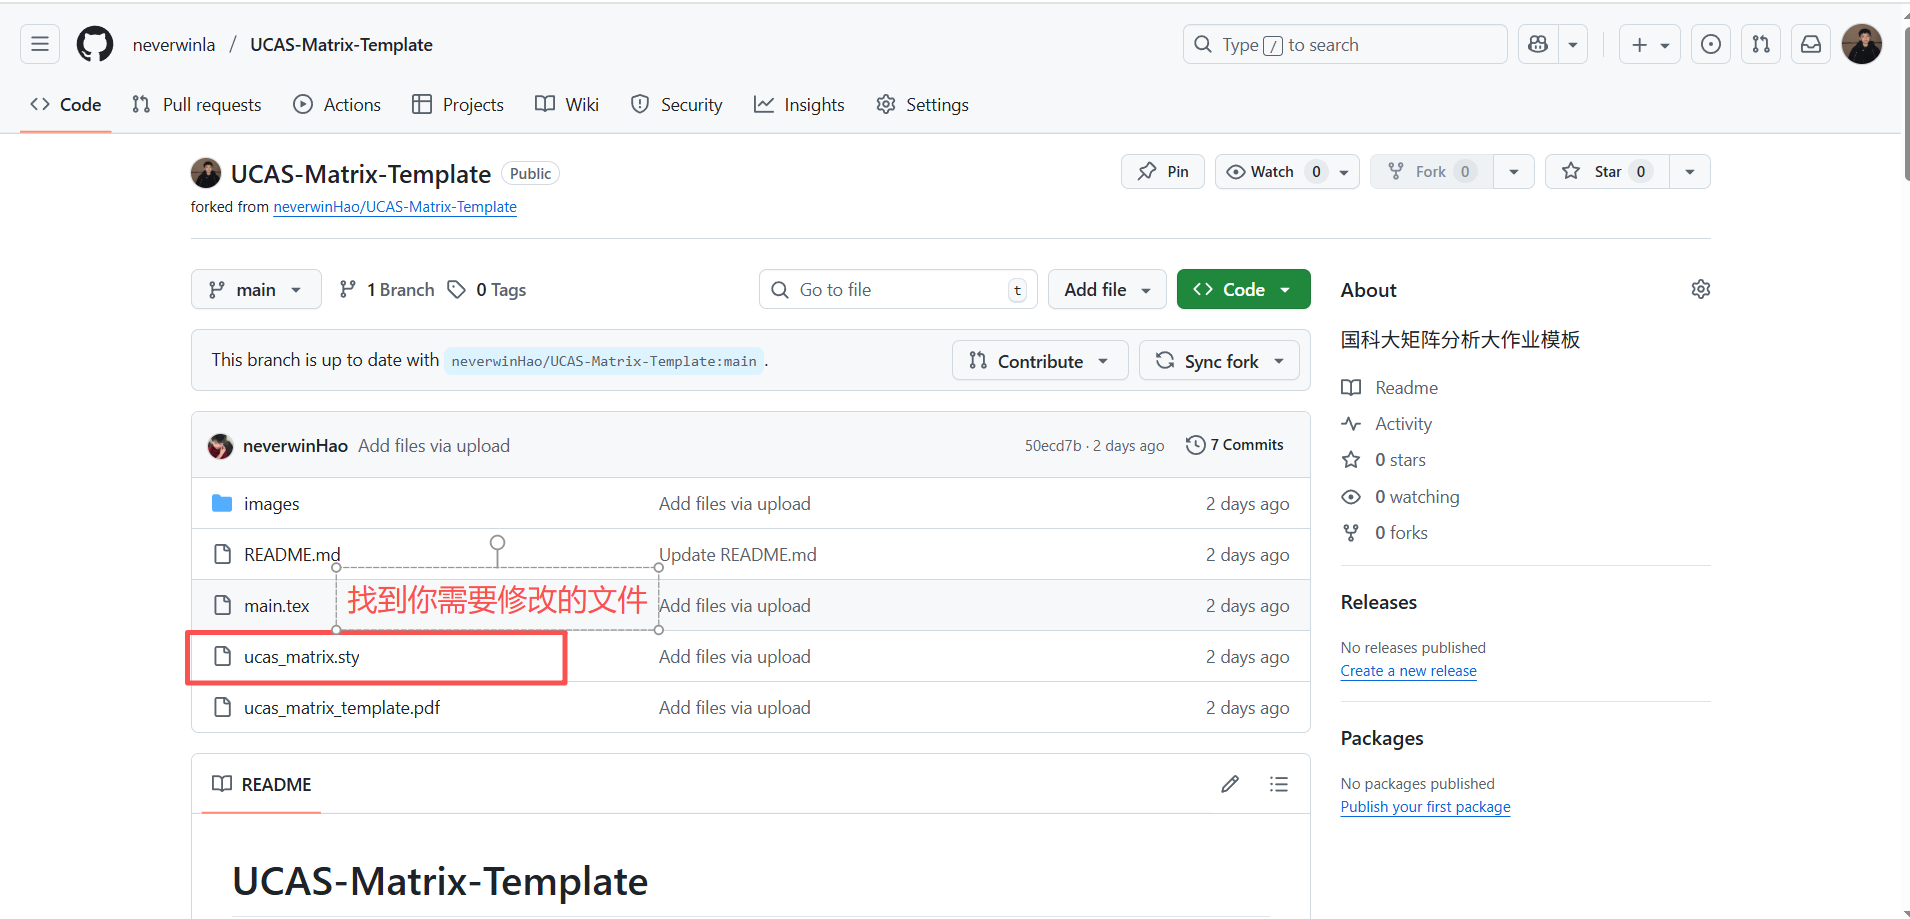 neverwinla / UCAS-Matrix-Template
Type / to search
Code
Pull requests
Actions
Projects
Wiki
Security
Insights
Settings
UCAS-Matrix-Template Public
Pin
Watch 0
Fork 0
Star 0
forked from neverwinHao/UCAS-Matrix-Template
main
1 Branch
0 Tags
Go to file t
Add file
Code
This branch is up to date with neverwinHao/UCAS-Matrix-Template:main .
Contribute
Sync fork
neverwinHao Add files via upload 50ecd7b · 2 days ago 7 Commits
images Add files via upload 2 days ago
README.md Update README.md 2 days ago
找到你需要修改的文件
main.tex Add files via upload 2 days ago
ucas_matrix.sty Add files via upload 2 days ago
ucas_matrix_template.pdf Add files via upload 2 days ago
README
UCAS-Matrix-Template
About
国科大矩阵分析大作业模板
Readme
Activity
0 stars
0 watching
0 forks
Releases
No releases published
Create a new release
Packages
No packages published
Publish your first package